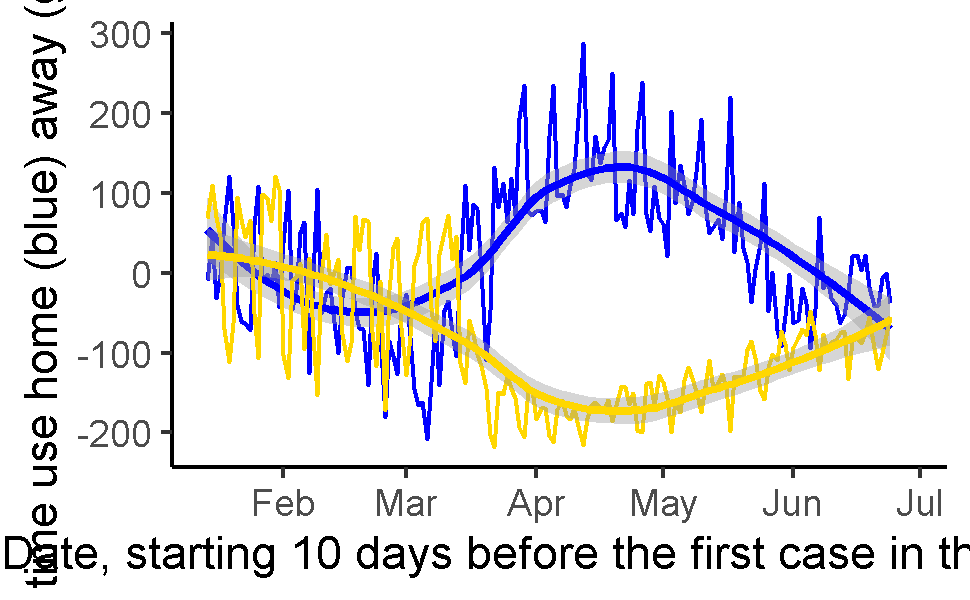 time use home (blue) away (
300
200
100
0
-100
-200
Feb Mar Apr May Jun Jul
Date, starting 10 days before the first case in th